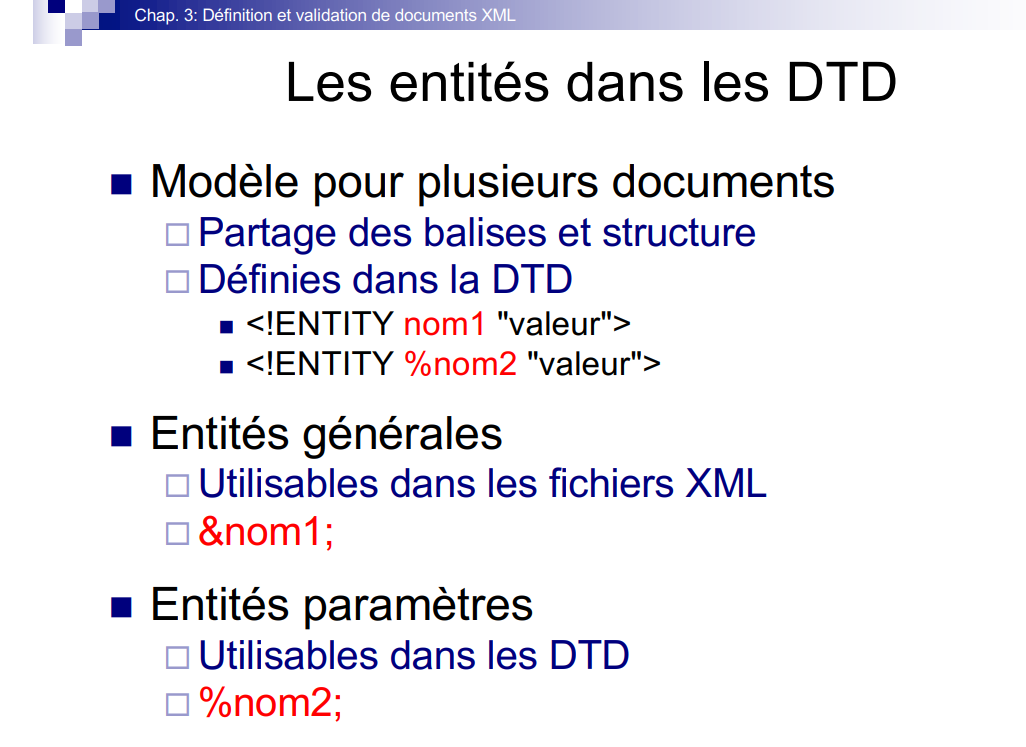 Chap. 3: Définition et validation de documents XML
Les entités dans les DTD
Modèle pour plusieurs documents
Partage des balises et structure
Définies dans la DTD
<!ENTITY nom1 "valeur">
<!ENTITY %nom2 "valeur">
Entités générales
Utilisables dans les fichiers XML
&nom1;
Entités paramètres
Utilisables dans les DTD
%nom2;